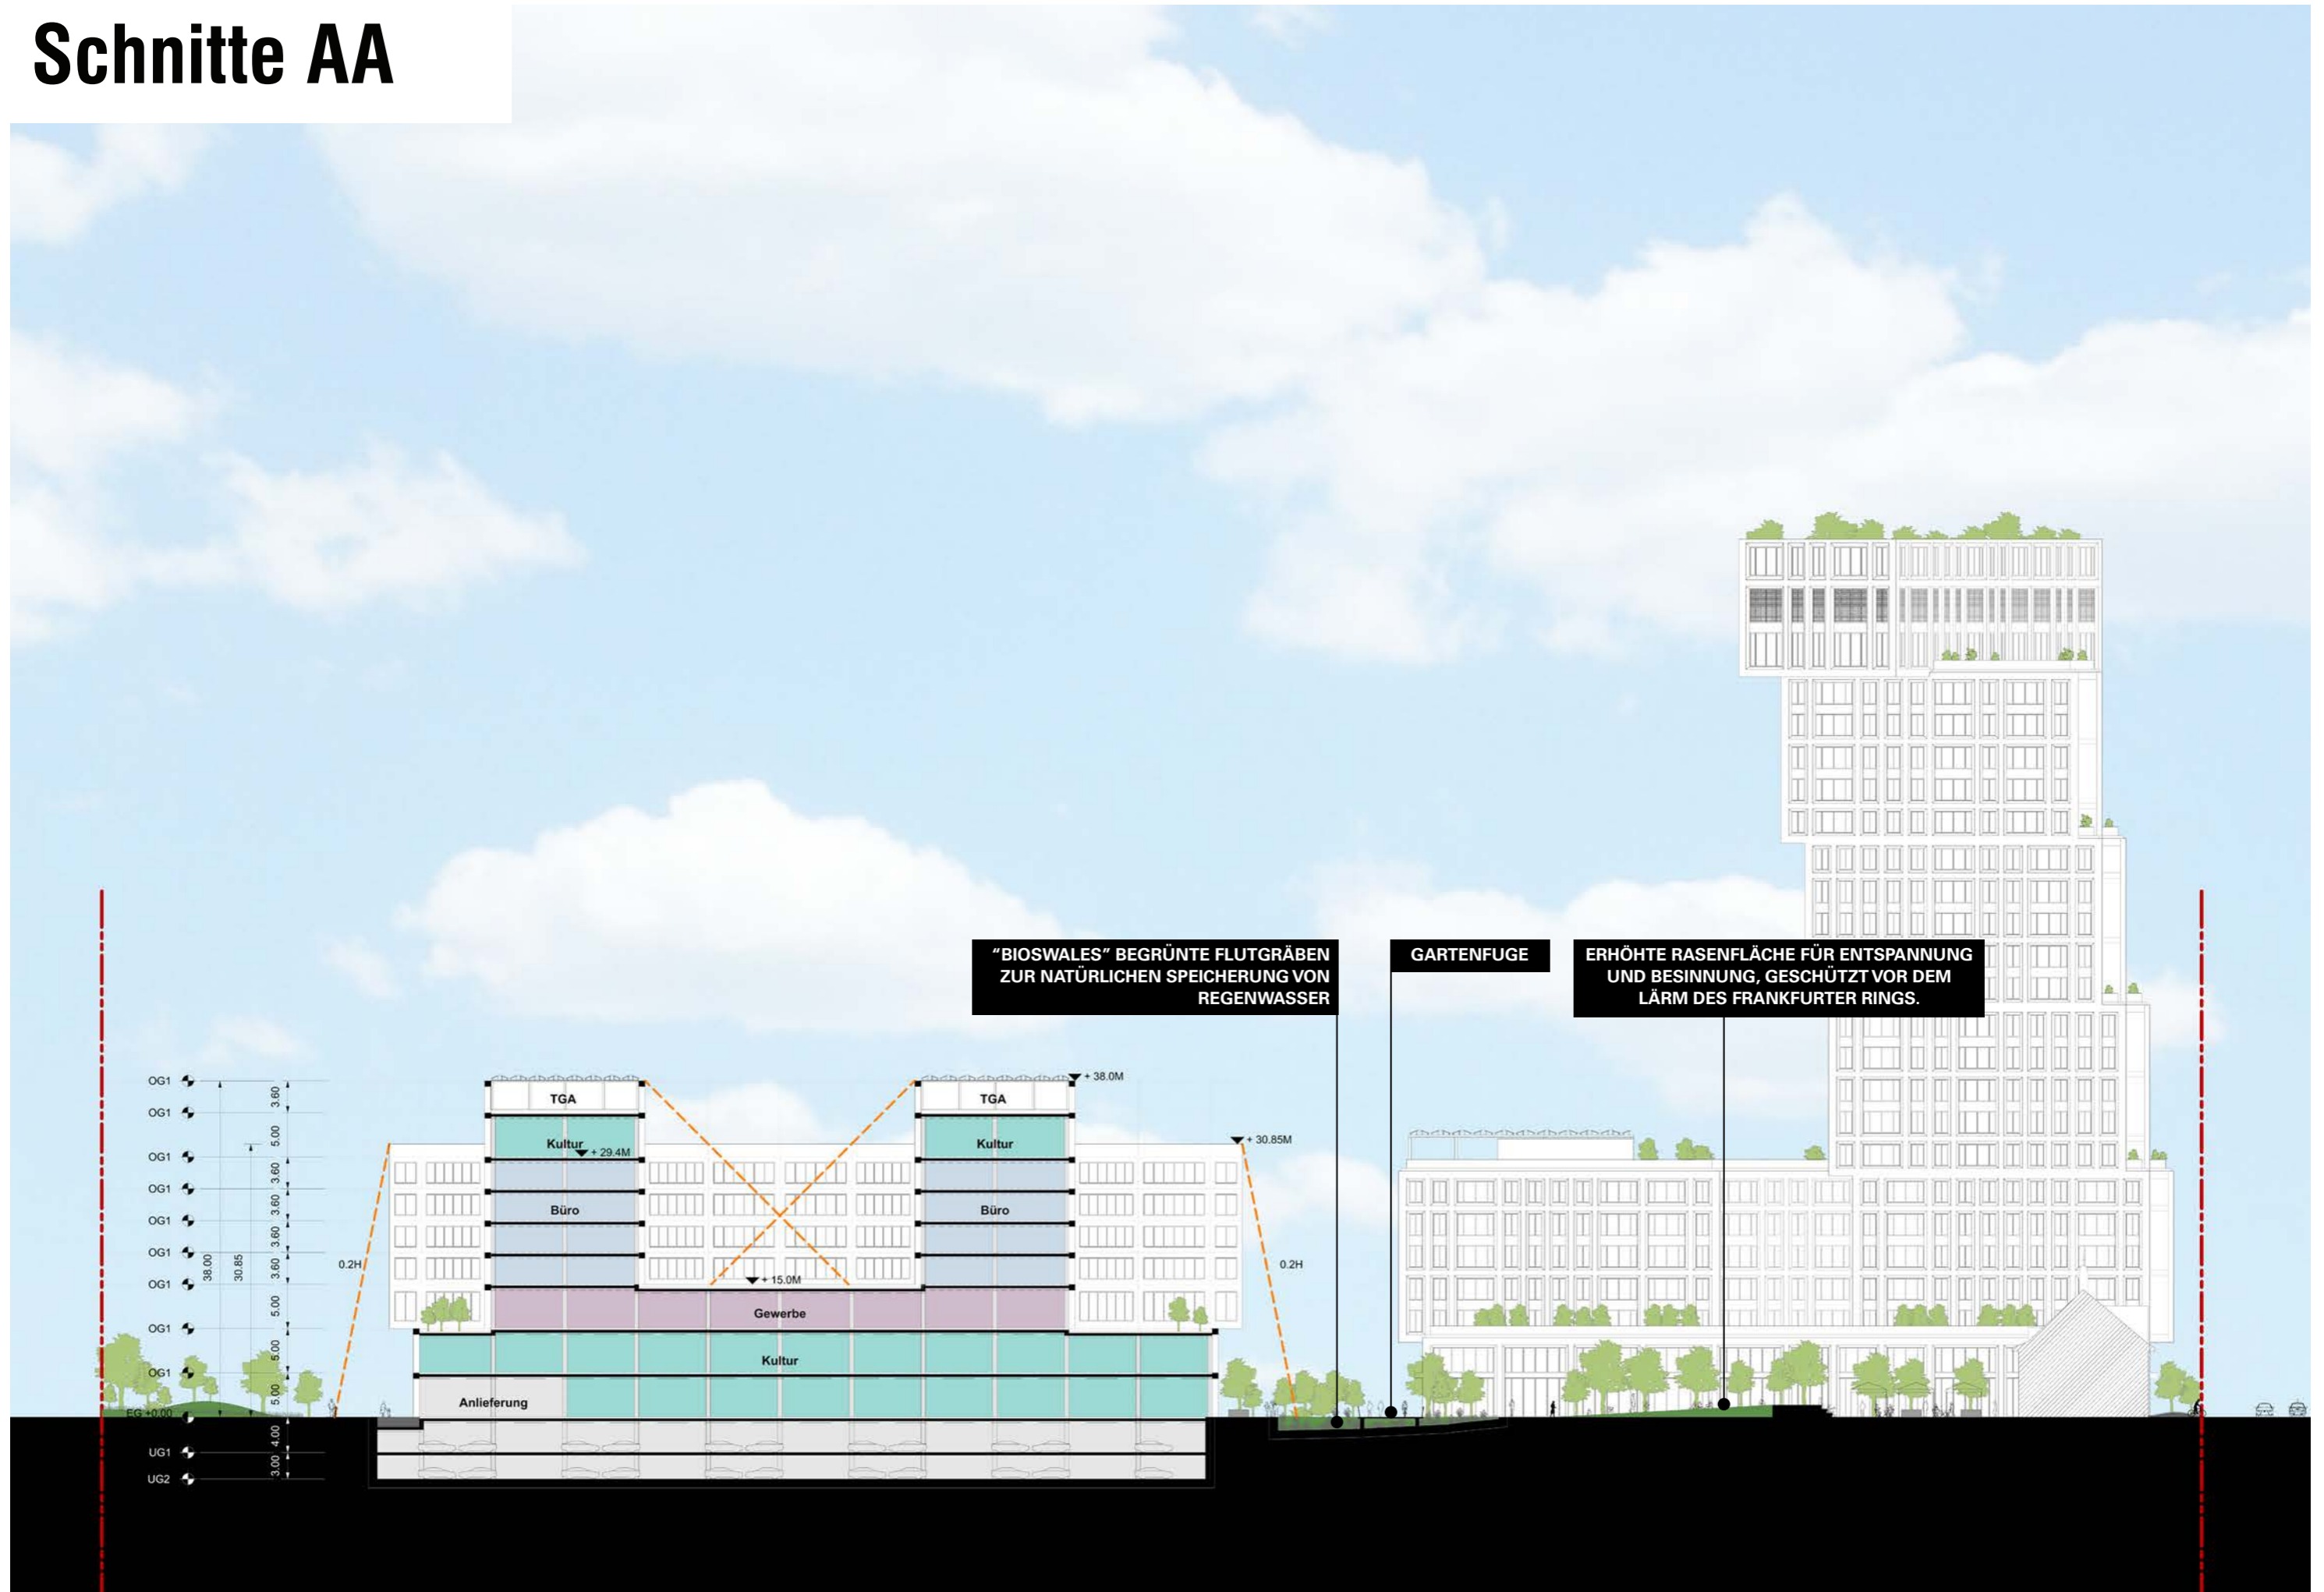 Schnitte AA
“BIOSWALES” BEGRÜNTE FLUTGRÄBEN
ZUR NATÜRLICHEN SPEICHERUNG VON
REGENWASSER
GARTENFUGE
ERHÖHTE RASENFLÄCHE FÜR ENTSPANNUNG
UND BESINNUNG, GESCHÜTZT VOR DEM
LÄRM DES FRANKFURTER RINGS.
OG1
OG1
OG1
OG1
OG1
OG1
OG1
OG1
OG1
EG +0.00
UG1
UG2
38.00
30.85
3.60
5.00
3.60
3.60
3.60
3.60
5.00
5.00
5.00
4.00
3.00
0.2H
TGA
TGA
+ 38.0M
Kultur
+ 29.4M
Kultur
+ 30.85M
Büro
Büro
0.2H
+ 15.0M
Gewerbe
Kultur
Anlieferung